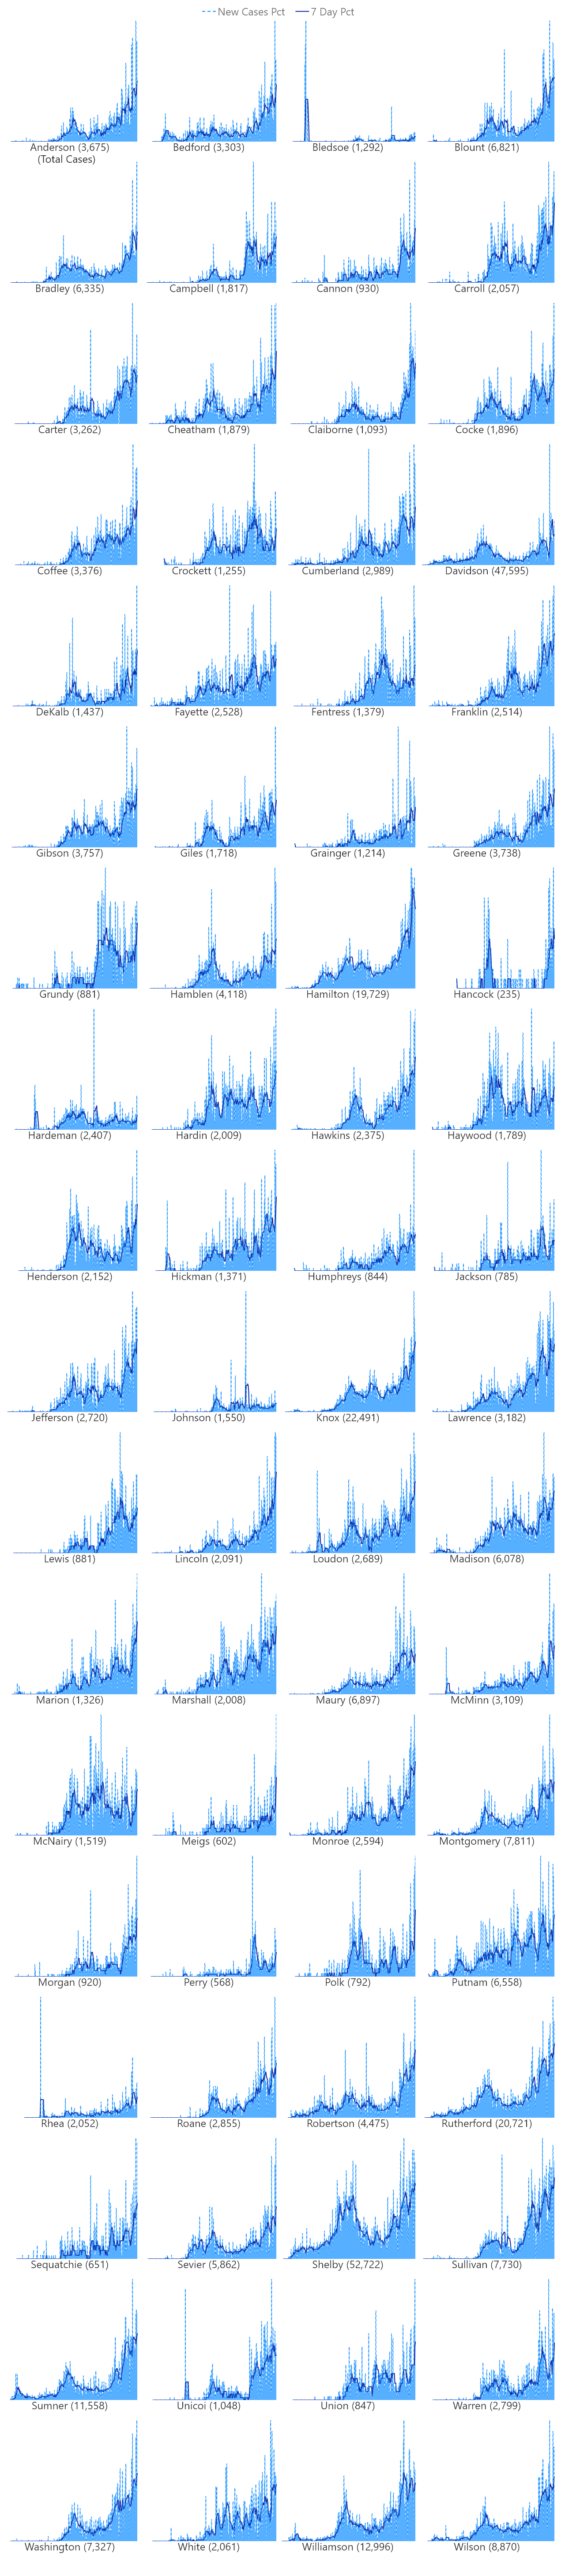 New Cases Pct 7 Day Pct
Anderson (3,675) Bedford (3,303) Bledsoe (1,292) Blount (6,821)
(Total Cases)
Bradley (6,335) Campbell (1,817) Cannon (930) Carroll (2,057)
Carter (3,262) Cheatham (1,879) Claiborne (1,093) Cocke (1,896)
Coffee (3,376) Crockett (1,255) Cumberland (2,989) Davidson (47,595)
DeKalb (1,437) Fayette (2,528) Fentress (1,379) Franklin (2,514)
Gibson (3,757) Giles (1,718) Grainger (1,214) Greene (3,738)
Grundy (881) Hamblen (4,118) Hamilton (19,729) Hancock (235)
Hardeman (2,407) Hardin (2,009) Hawkins (2,375) Haywood (1,789)
Henderson (2,152) Hickman (1,371) Humphreys (844) Jackson (785)
Jefferson (2,720) Johnson (1,550) Knox (22,491) Lawrence (3,182)
Lewis (881) Lincoln (2,091) Loudon (2,689) Madison (6,078)
Marion (1,326) Marshall (2,008) Maury (6,897) McMinn (3,109)
McNairy (1,519) Meigs (602) Monroe (2,594) Montgomery (7,811)
Morgan (920) Perry (568) Polk (792) Putnam (6,558)
Rhea (2,052) Roane (2,855) Robertson (4,475) Rutherford (20,721)
Sequatchie (651) Sevier (5,862) Shelby (52,722) Sullivan (7,730)
Sumner (11,558) Unicoi (1,048) Union (847) Warren (2,799)
Washington (7,327) White (2,061) Williamson (12,996) Wilson (8,870)